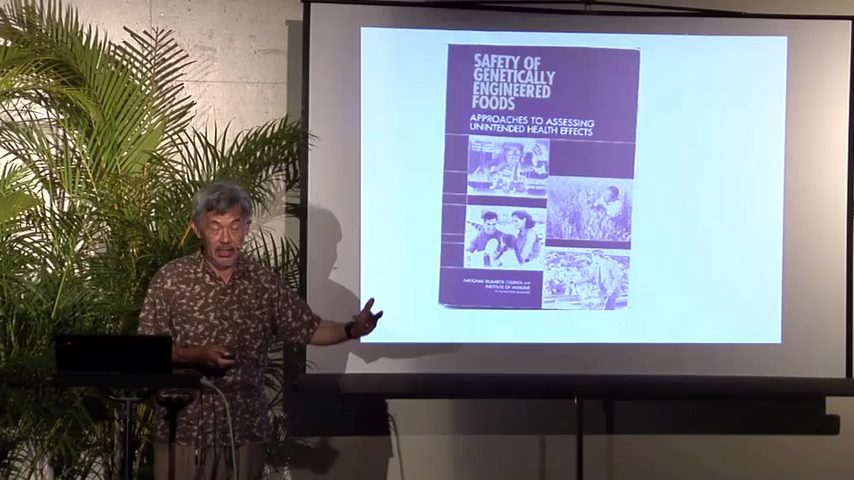 SAFETY OF
GENETICALLY
ENGINEERED
FOODS
APPROACHES TO ASSESSING
UNINTENDED HEALTH EFFECTS
NATIONAL RESEARCH COUNCIL AND
INSTITUTE OF MEDICINE